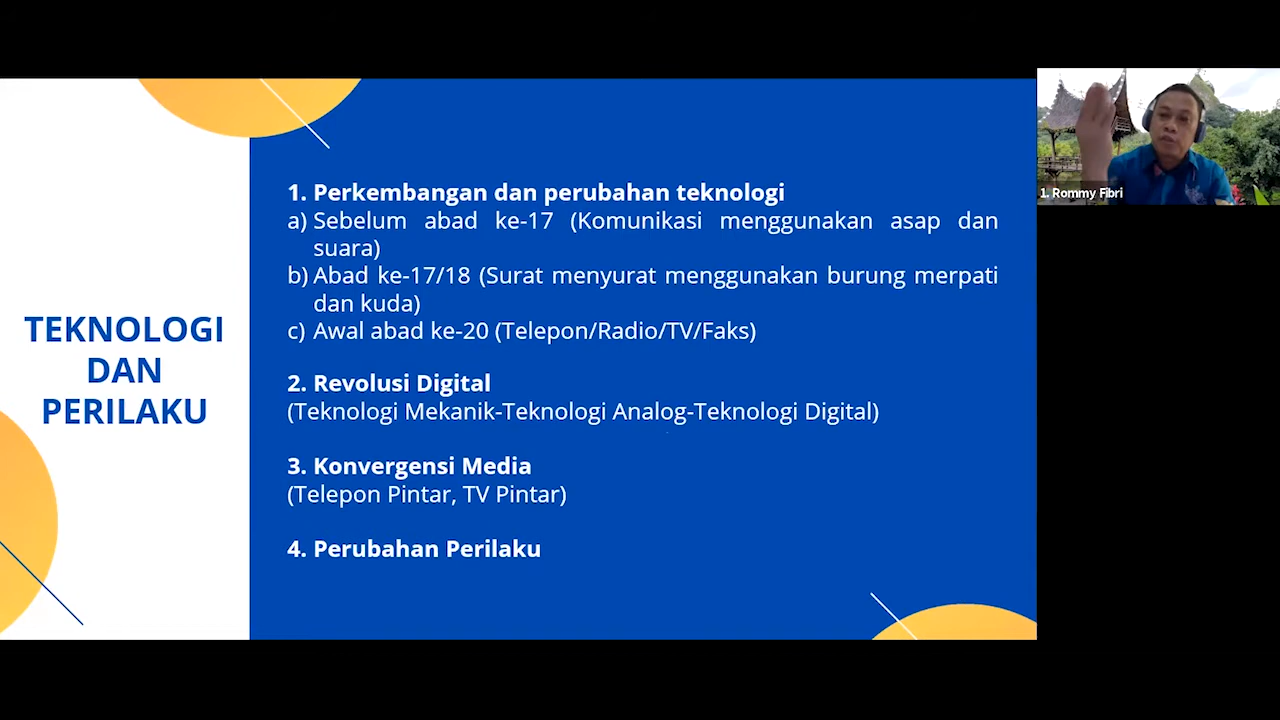 TEKNOLOGI
DAN
PERILAKU
1. Perkembangan dan perubahan teknologi
a) Sebelum abad ke-17 (Komunikasi menggunakan asap dan
suara)
b) Abad ke-17/18 (Surat menyurat menggunakan burung merpati
dan kuda)
c) Awal abad ke-20 (Telepon/Radio/TV/Faks)
2. Revolusi Digital
(Teknologi Mekanik-Teknologi Analog-Teknologi Digital)
3. Konvergensi Media
(Telepon Pintar, TV Pintar)
4. Perubahan Perilaku
1. Rommy Fibri